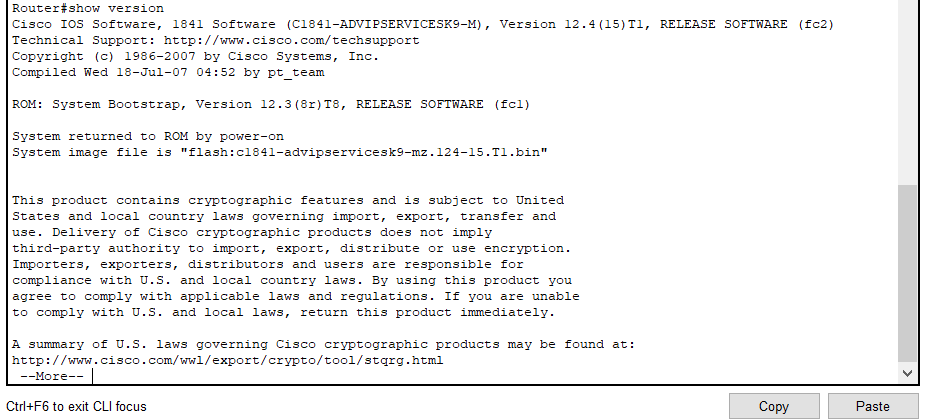 Router#show version
Cisco IOS Software, 1841 Software (C1841-ADVIPSERVICESK9-M), Version 12.4(15)T1, RELEASE SOFTWARE (fc2)
Technical Support: http://www.cisco.com/techsupport
Copyright (c) 1986-2007 by Cisco Systems, Inc.
Compiled Wed 18-Jul-07 04:52 by pt_team
ROM: System Bootstrap, Version 12.3(8r)T8, RELEASE SOFTWARE (fc1)
System returned to ROM by power-on
System image file is "flash:c1841-advipservicesk9-mz.124-15.T1.bin"
This product contains cryptographic features and is subject to United
States and local country laws governing import, export, transfer and
use. Delivery of Cisco cryptographic products does not imply
third-party authority to import, export, distribute or use encryption.
Importers, exporters, distributors and users are responsible for
compliance with U.S. and local country laws. By using this product you
agree to comply with applicable laws and regulations. If you are unable
to comply with U.S. and local laws, return this product immediately.
A summary of U.S. laws governing Cisco cryptographic products may be found at:
http://www.cisco.com/wwl/export/crypto/tool/stqrg.html
--More--
Ctrl+F6 to exit CLI focus
Copy
Paste